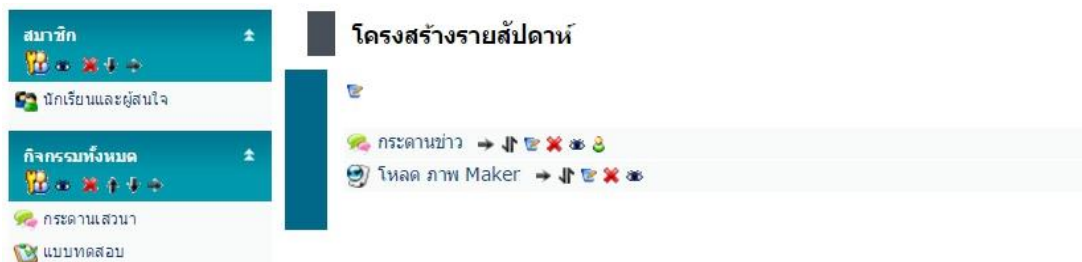 สมาชิก
นักเรียนและผู้สนใจ
กิจกรรมทั้งหมด
กระดานเสวนา
แบบทดสอบ
โครงสร้างรายสัปดาห์
กระดานข่าว
โหลด ภาพ Maker